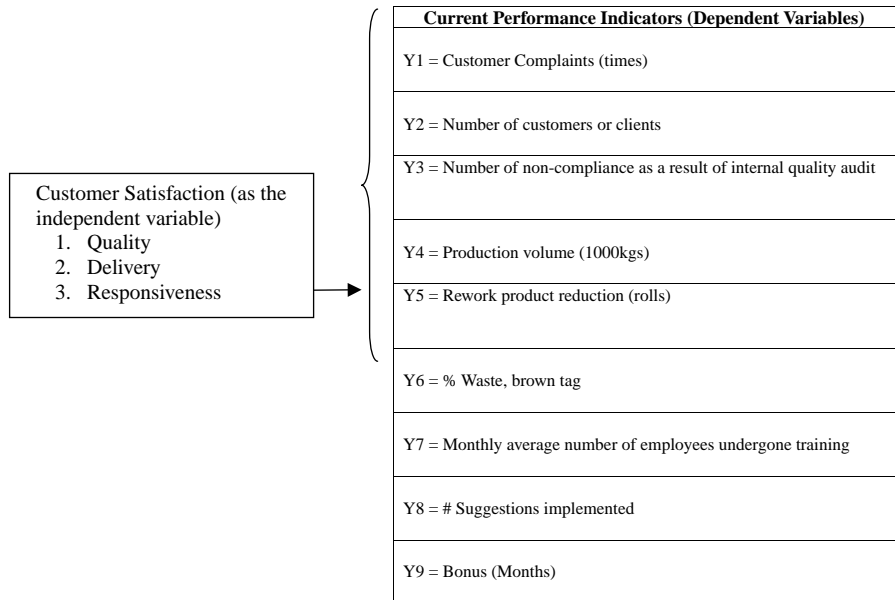 Customer Satisfaction (as the
independent variable)
1. Quality
2. Delivery
3. Responsiveness
Current Performance Indicators (Dependent Variables)
Y1 = Customer Complaints (times)
Y2 = Number of customers or clients
Y3 = Number of non-compliance as a result of internal quality audit
Y4 = Production volume (1000kgs)
Y5 = Rework product reduction (rolls)
Y6 = % Waste, brown tag
Y7 = Monthly average number of employees undergone training
Y8 = # Suggestions implemented
Y9 = Bonus (Months)